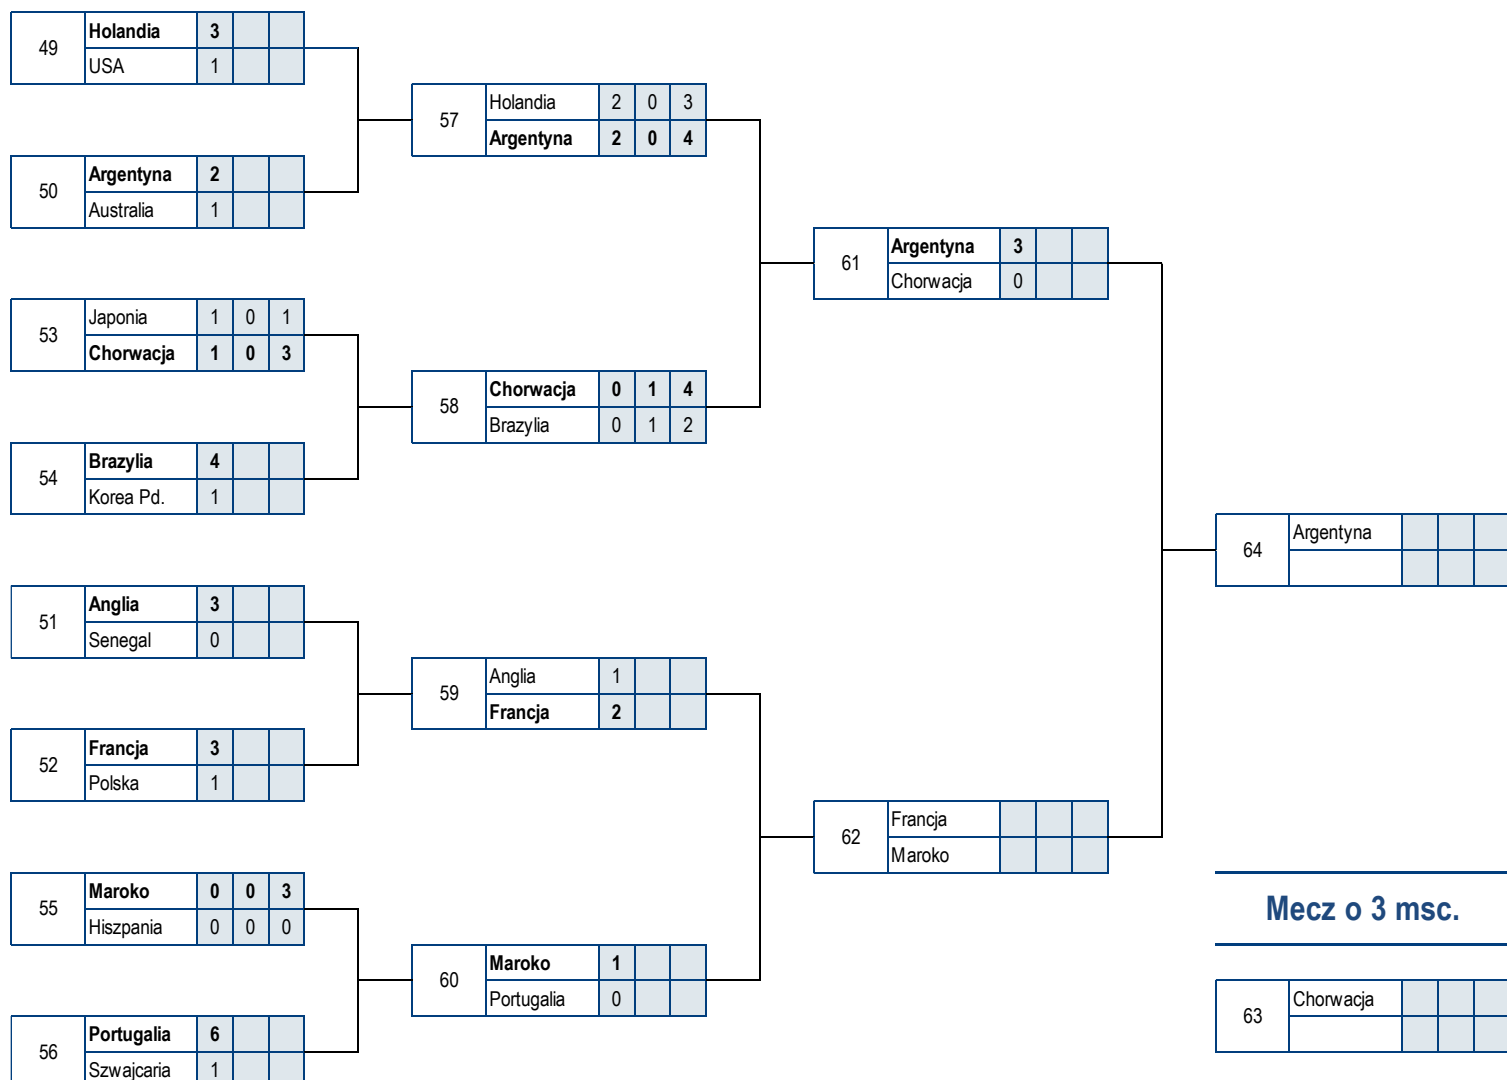 49 Holandia 3
USA 1
50 Argentyna 2
Australia 1
53 Japonia 1 0 1
Chorwacja 1 0 3
54 Brazylia 4
Korea Pd. 1
51 Anglia 3
Senegal 0
52 Francja 3
Polska 1
55 Maroko 0 0 3
Hiszpania 0 0 0
56 Portugalia 6
Szwajcaria 1
57 Holandia 2 0 3
Argentyna 2 0 4
58 Chorwacja 0 1 4
Brazylia 0 1 2
59 Anglia 1
Francja 2
60 Maroko 1
Portugalia 0
61 Argentyna 3
Chorwacja 0
62 Francja
Maroko
64 Argentyna
Mecz o 3 msc.
63 Chorwacja